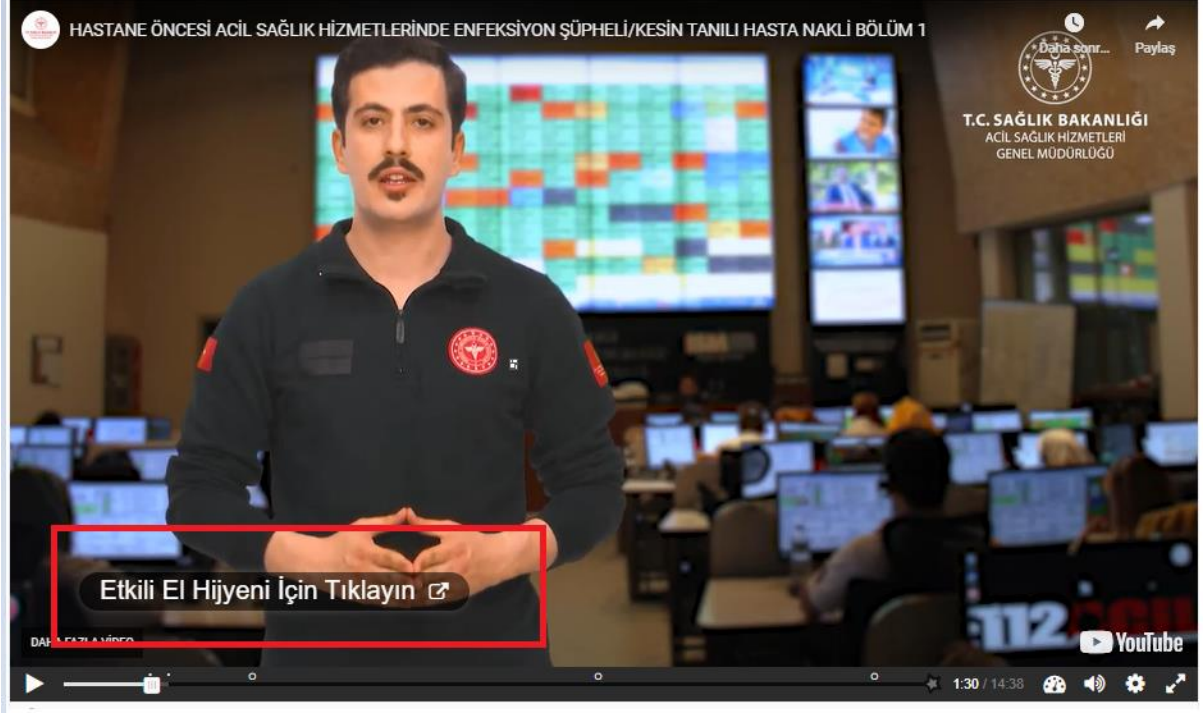 HASTANE ÖNCESİ ACİL SAĞLIK HİZMETLERİNDE ENFEKSİYON ŞÜPHELİ/KESİN TANILI HASTA NAKLİ BÖLÜM 1
Daha sonr...
Paylaş
T.C. SAĞLIK BAKANLIĞI
ACİL SAĞLIK HİZMETLERİ
GENEL MÜDÜRLÜĞÜ
Etkili El Hijyeni İçin Tıklayın
DAHA FAZLA VİDEO
112 ACİL
YouTube
1:30 / 14:38